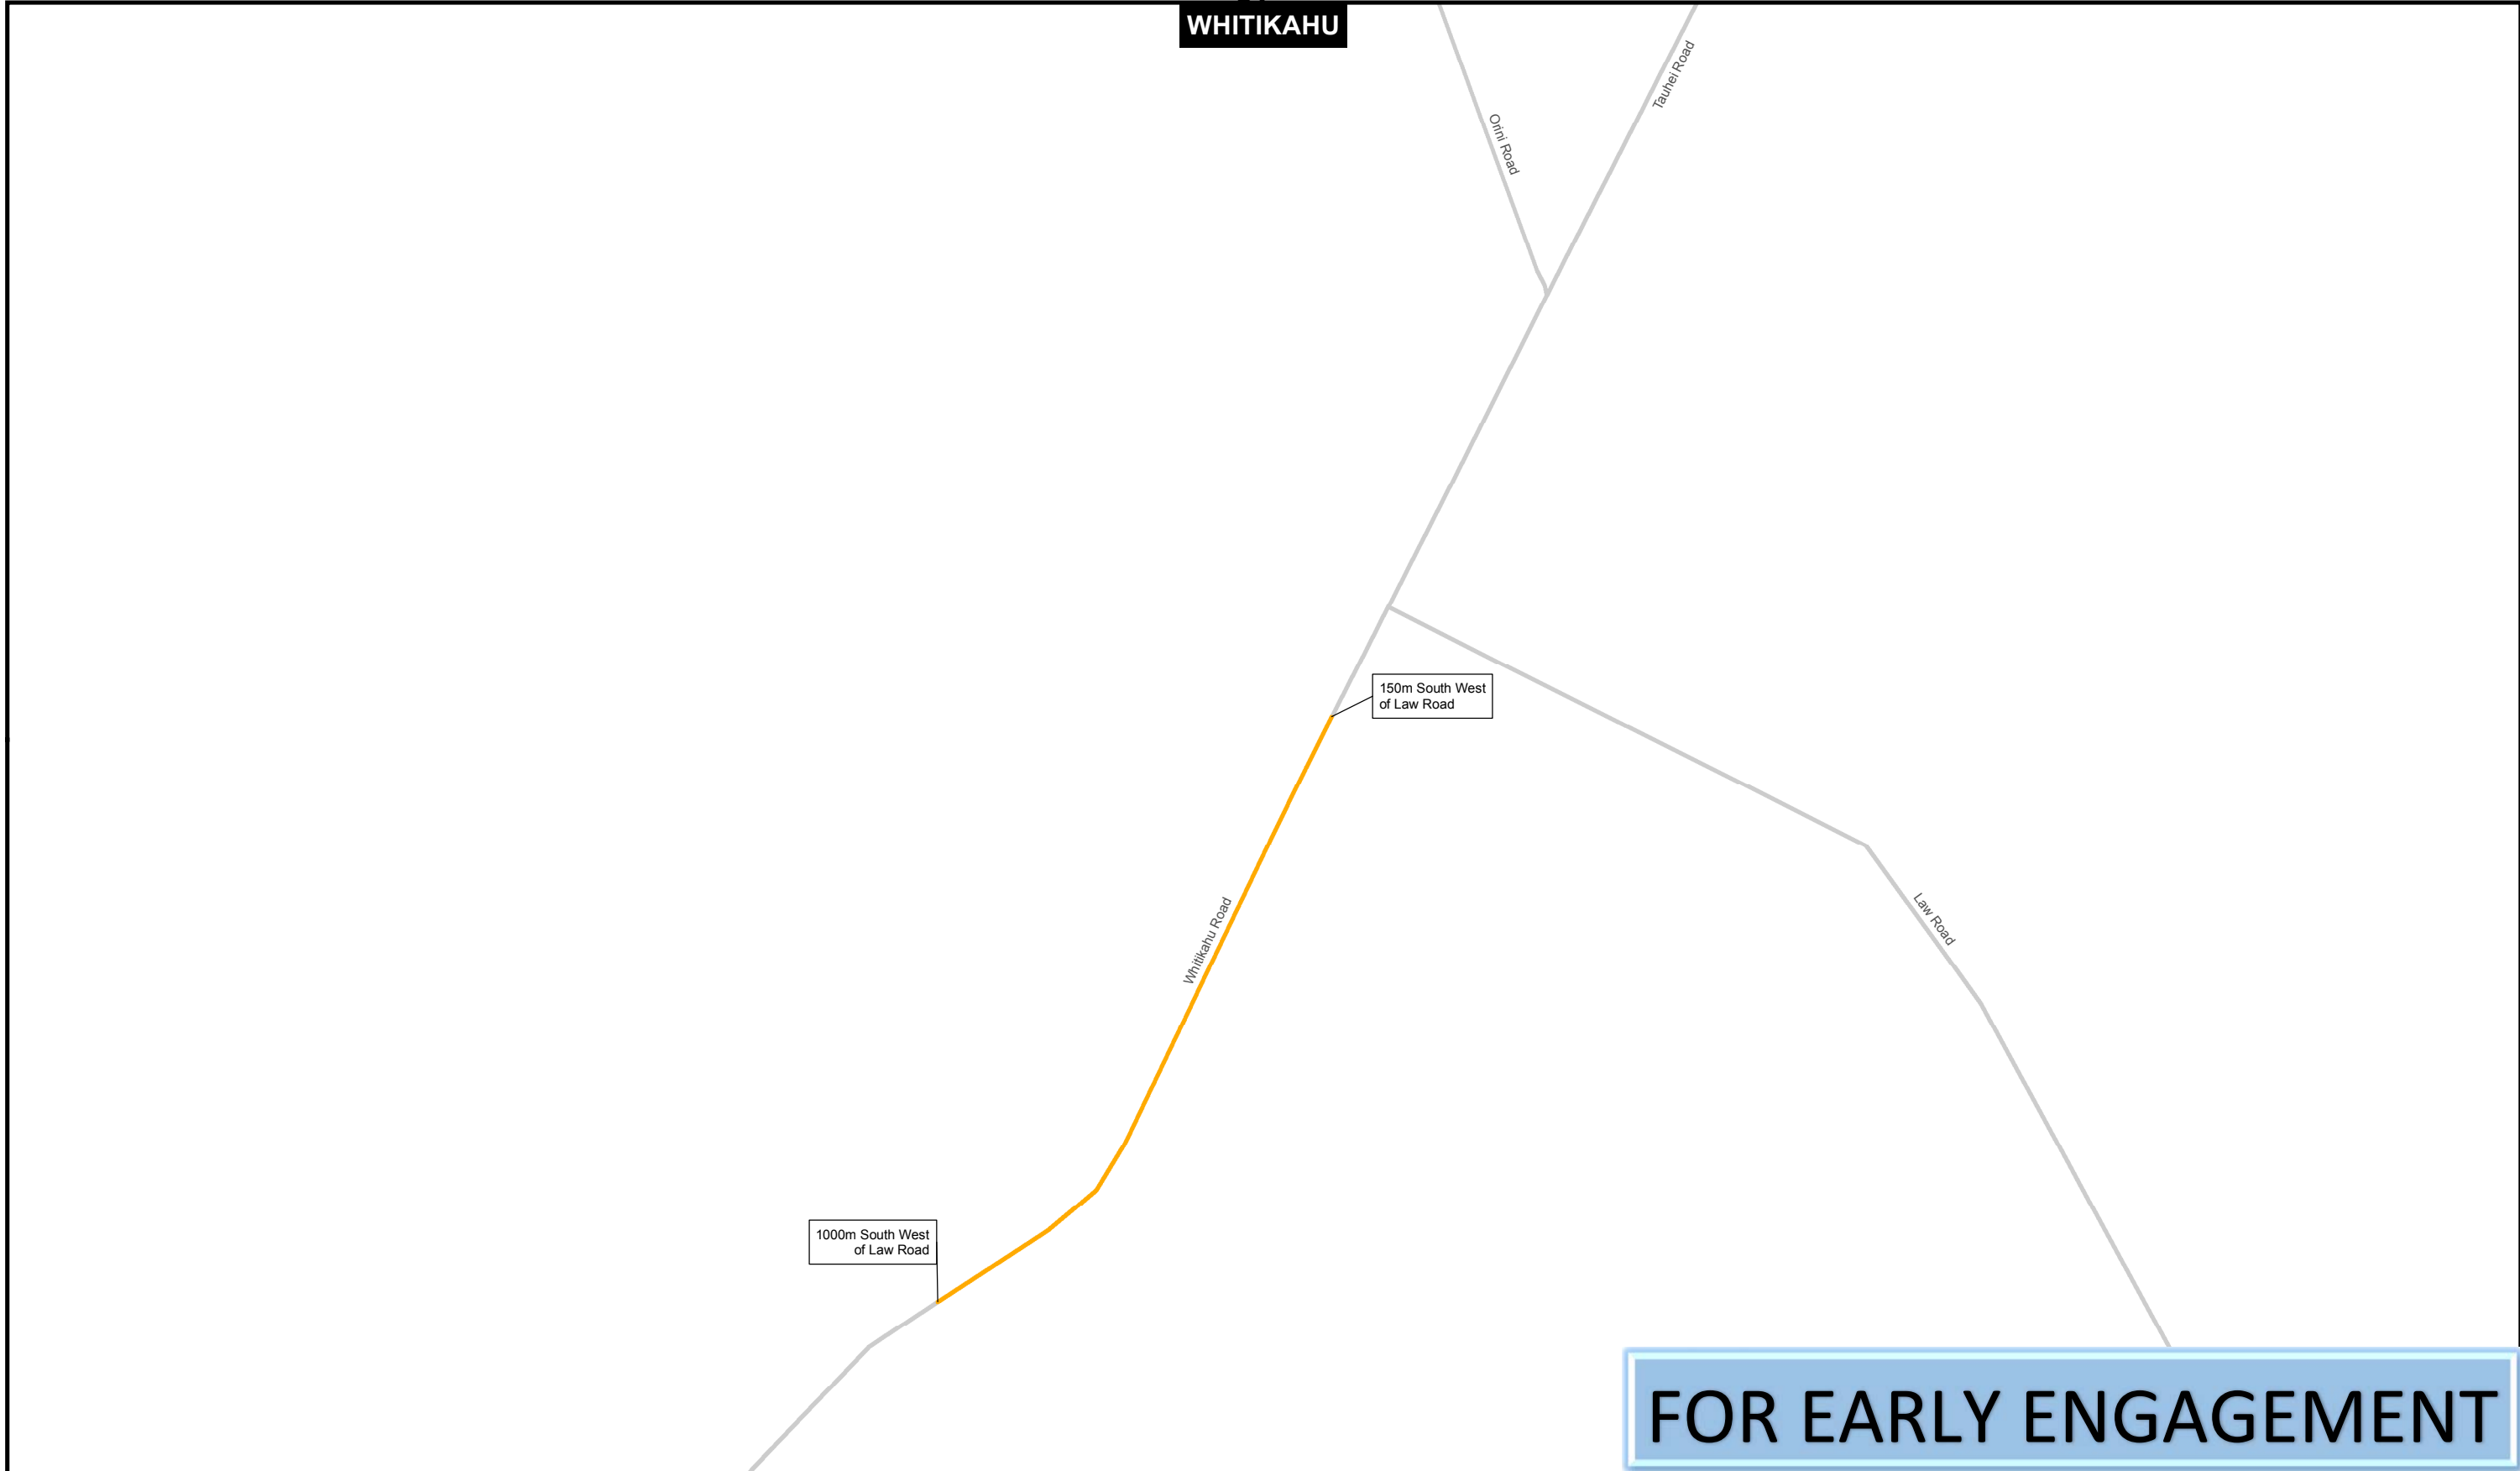 WHITIKAHU
Tauhei Road
Orini Road
150m South West
of Law Road
Law Road
Whitikahu Road
1000m South West
of Law Road
FOR EARLY ENGAGEMENT